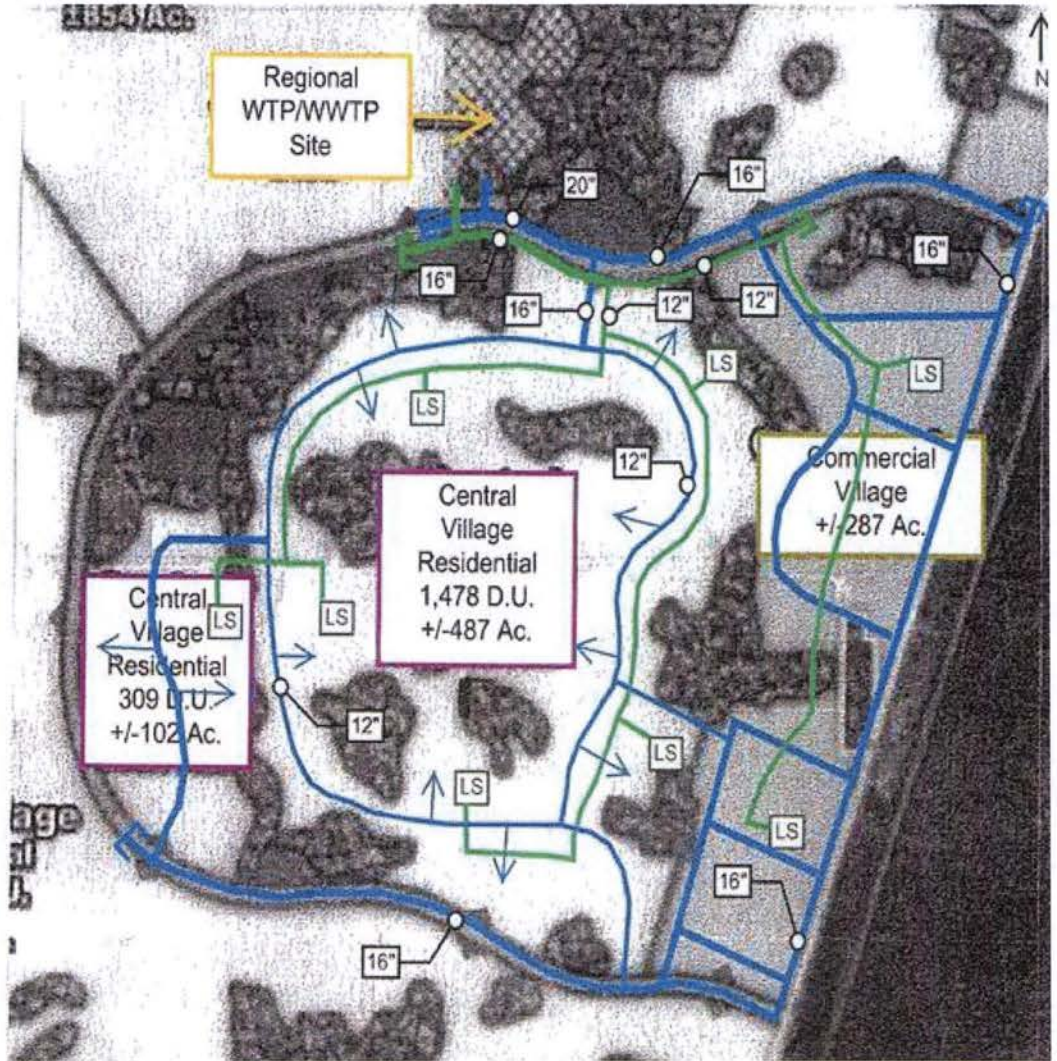 1854 Ac.
N
Regional
WTP/WWTP
Site
20"
16"
16"
16"
16"
12"
12"
LS
LS
LS
12"
Commercial
Village
+/-287 Ac.
Central
Village
Residential
1,478 D.U.
+/-487 Ac.
Central
Village
Residential
309 D.U.
+/-102 Ac.
LS
LS
12"
LS
LS
LS
16"
16"